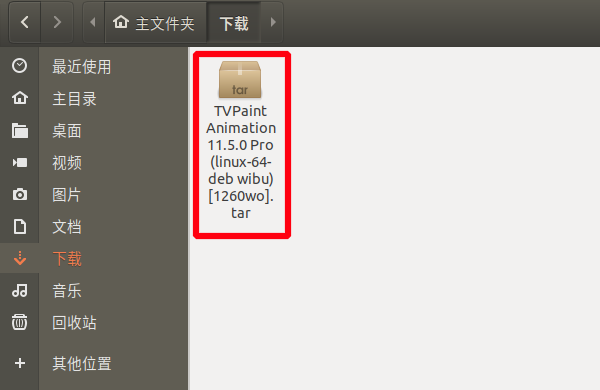 主文件夹
下载
最近使用
主目录
桌面
视频
图片
文档
下载
音乐
回收站
其他位置
tar
TVPaint
Animation
11.5.0 Pro
(linux-64-
deb wibu)
[1260wo].
tar